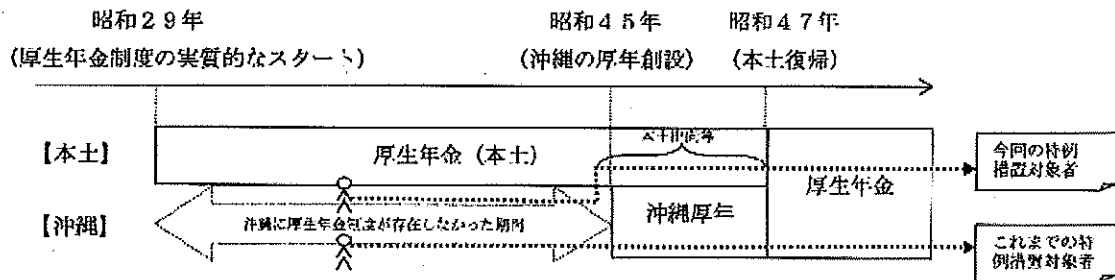 昭和29年
昭和45年
昭和47年
(厚生年金制度の実質的なスタート)
(沖縄の厚年創設)
(本土復帰)
【本土】
厚生年金(本土)
厚生年金
今回の特例
措置対象者
【沖縄】
沖縄に厚生年金制度が存在しなかった期間
沖縄厚年
これまでの特
例措置対象者